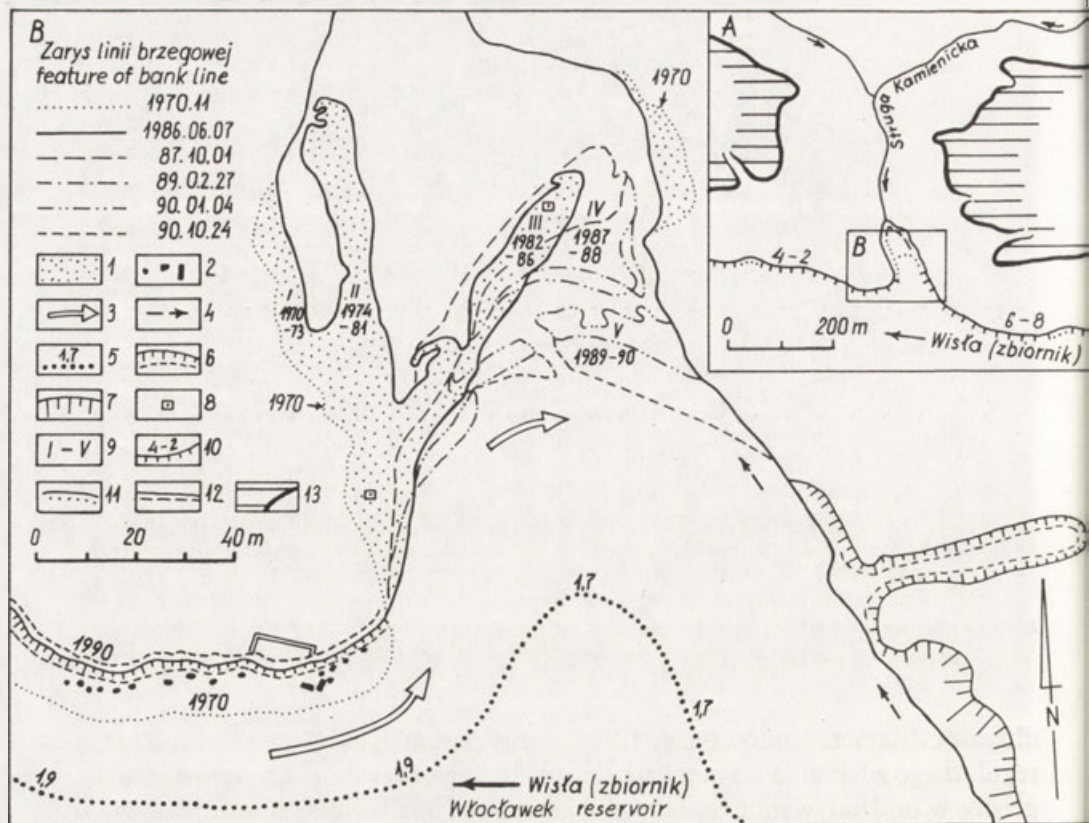 B
Zarys linii brzegowej
feature of bank line
1970.11
1986.06.07
87.10.01
89.02.27
90.01.04
90.10.24
1
2
3
4
1.7
5
6
7
8
I-V
9
4-2
10
11
12
13
0 20 40 m
1970
I
1970
-73
II
1974
-81
III
1982
86
IV
1987
-88
V
1989-90
1970
1990
1970
1.9
1.9
1.7
1.7
Wisła (zbiornik)
Włocławek reservoir
N
A
Struga Kamienicka
B
4-2
6-8
0 200 m
Wisła (zbiornik)